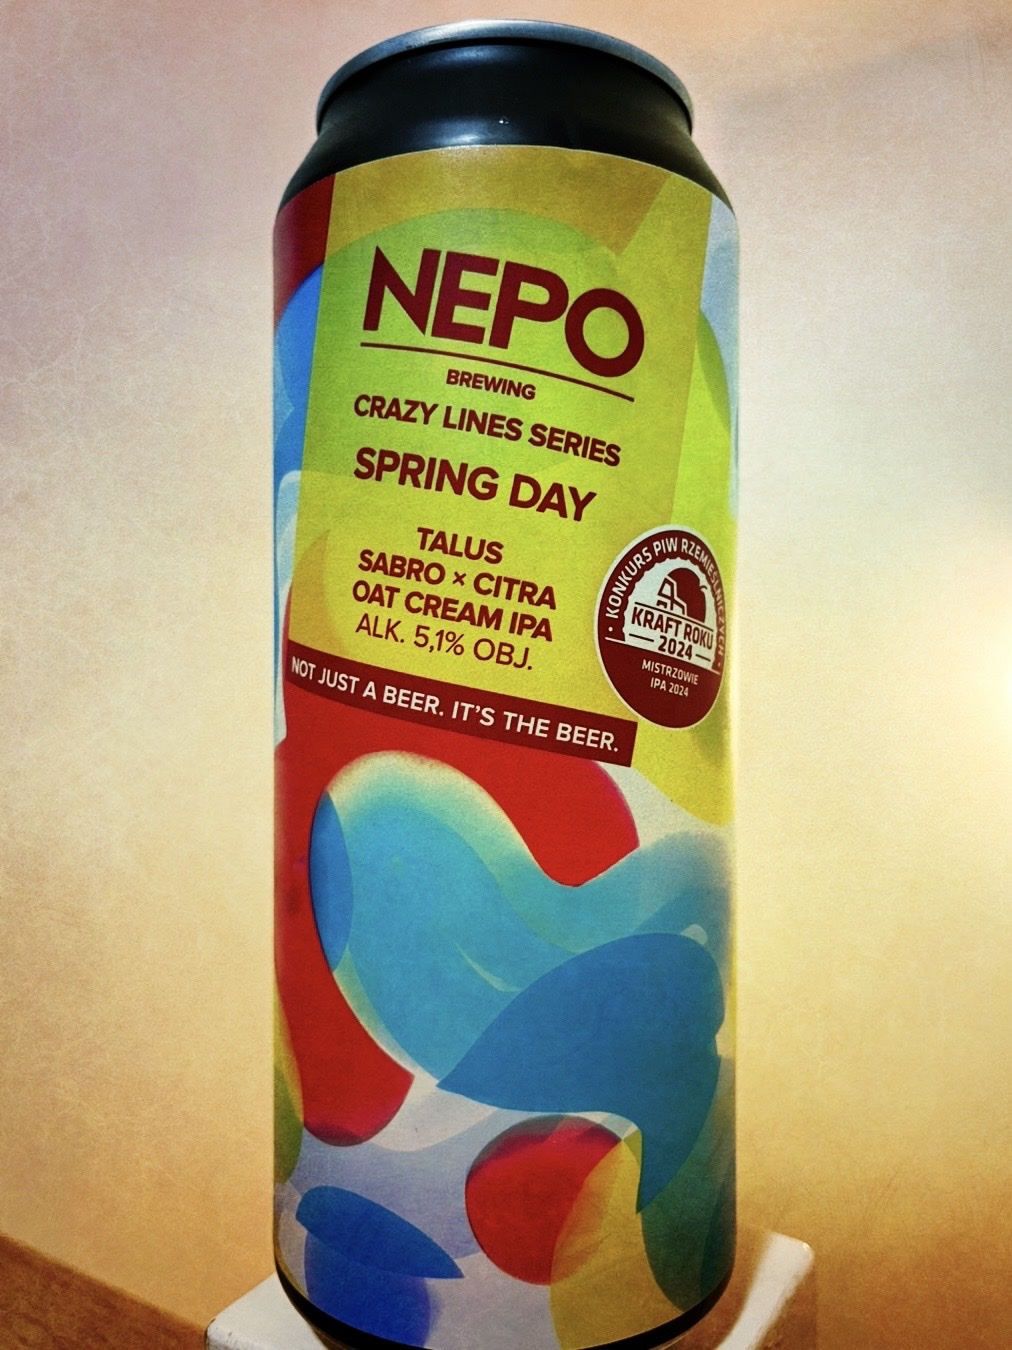 NEPO
BREWING
CRAZY LINES SERIES
SPRING DAY
TALUS
SABRO × CITRA
OAT CREAM IPA
ALK. 5,1% OBJ.
NOT JUST A BEER. IT'S THE BEER.
• KONKURS PIW RZEMIEŚLNICZYCH •
KRAFT ROKU
2024
MISTRZOWIE
IPA 2024